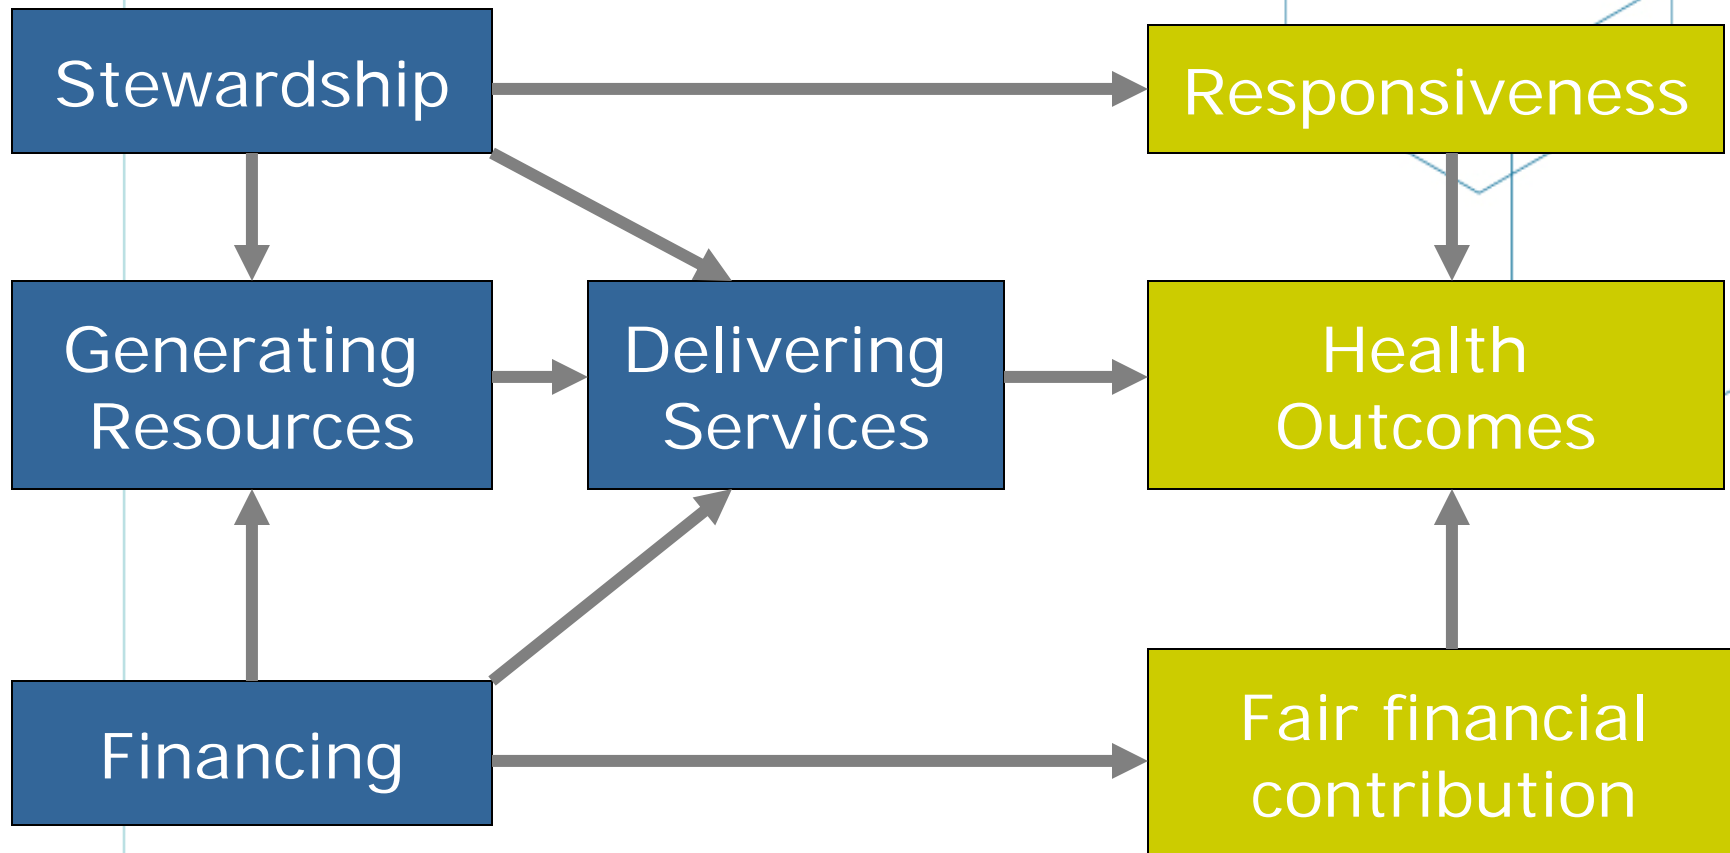 Stewardship
Responsiveness
Generating
Resources
Delivering
Services
Health
Outcomes
Financing
Fair financial
contribution